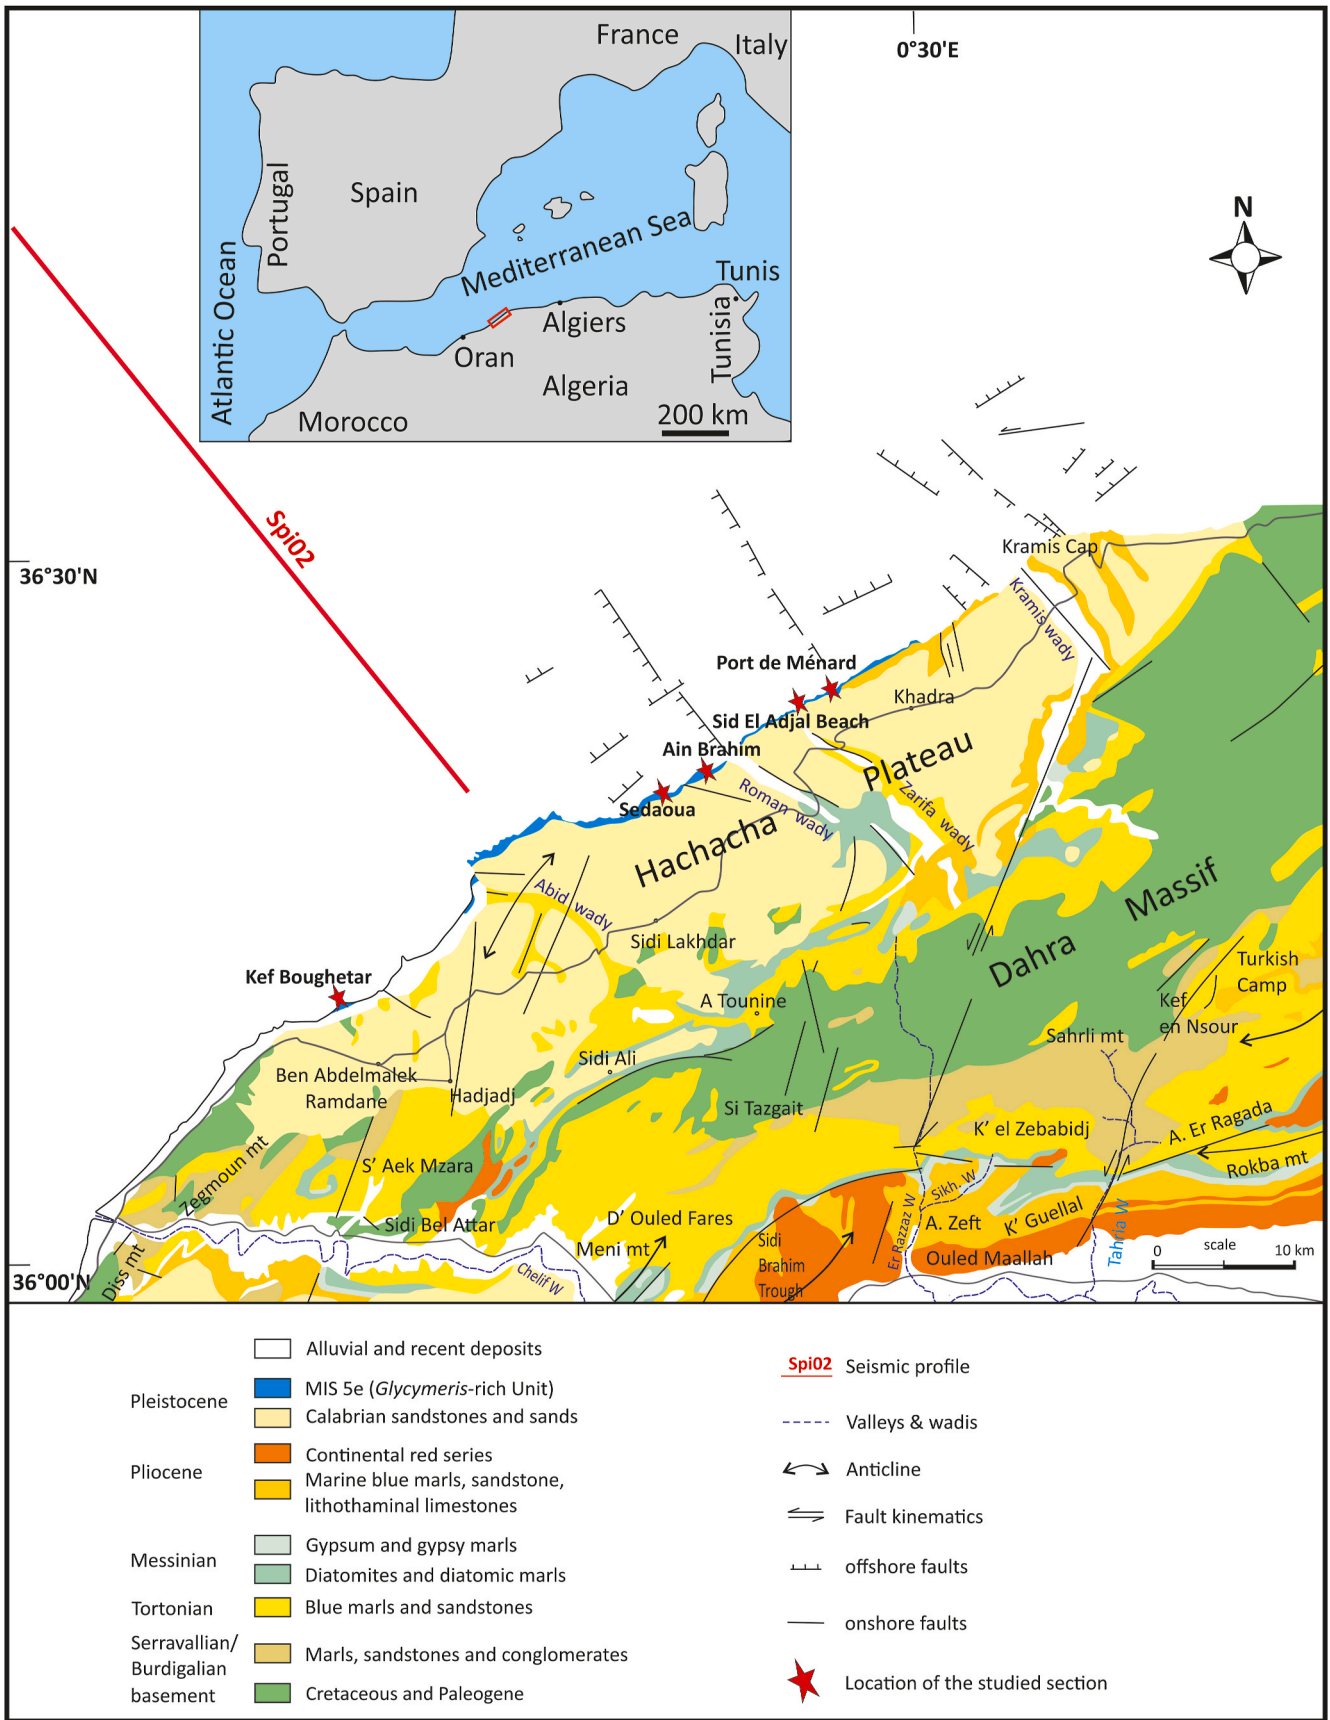 France
Italy
0°30'E
Portugal
Spain
N
Mediterranean Sea
Atlantic Ocean
Tunis
Algiers
Tunisia
Oran
Algeria
Morocco
200 km
Spi02
Kramis Cap
36°30'N
Kramis wady
Port de Ménard
Khadra
Sid El Adjal Beach
Ain Brahim
Plateau
Sedaoua
Roman wady
Zarifa wady
Hachacha
Massif
Abid wady
Sidi Lakhdar
Dahra
Turkish
Camp
Kef Boughetar
A Tounine
Kef
en Nsour
Sahrli mt
Sidi Ali
Ben Abdelmalek
Ramdane
Hadjadj
Si Tazgait
K' el Zebabidj
A. Er Ragada
Zegmoun mt
S' Aek Mzara
Rokba mt
Sikh. W
Sidi Bel Attar
D' Ouled Fares
A. Zeft
K' Guellal
Er Razzaz W
Tahria W
Meni mt
Sidi
Brahim
Trough
Ouled Maallah
0 scale 10 km
Diss mt
Chelif W
36°00'N
Alluvial and recent deposits
Pleistocene
MIS 5e (Glycymeris-rich Unit)
Calabrian sandstones and sands
Pliocene
Continental red series
Marine blue marls, sandstone,
lithothaminal limestones
Messinian
Gypsum and gypsy marls
Diatomites and diatomic marls
Tortonian
Blue marls and sandstones
Serravallian/
Burdigalian
basement
Marls, sandstones and conglomerates
Cretaceous and Paleogene
Spi02 Seismic profile
Valleys & wadis
Anticline
Fault kinematics
offshore faults
onshore faults
Location of the studied section